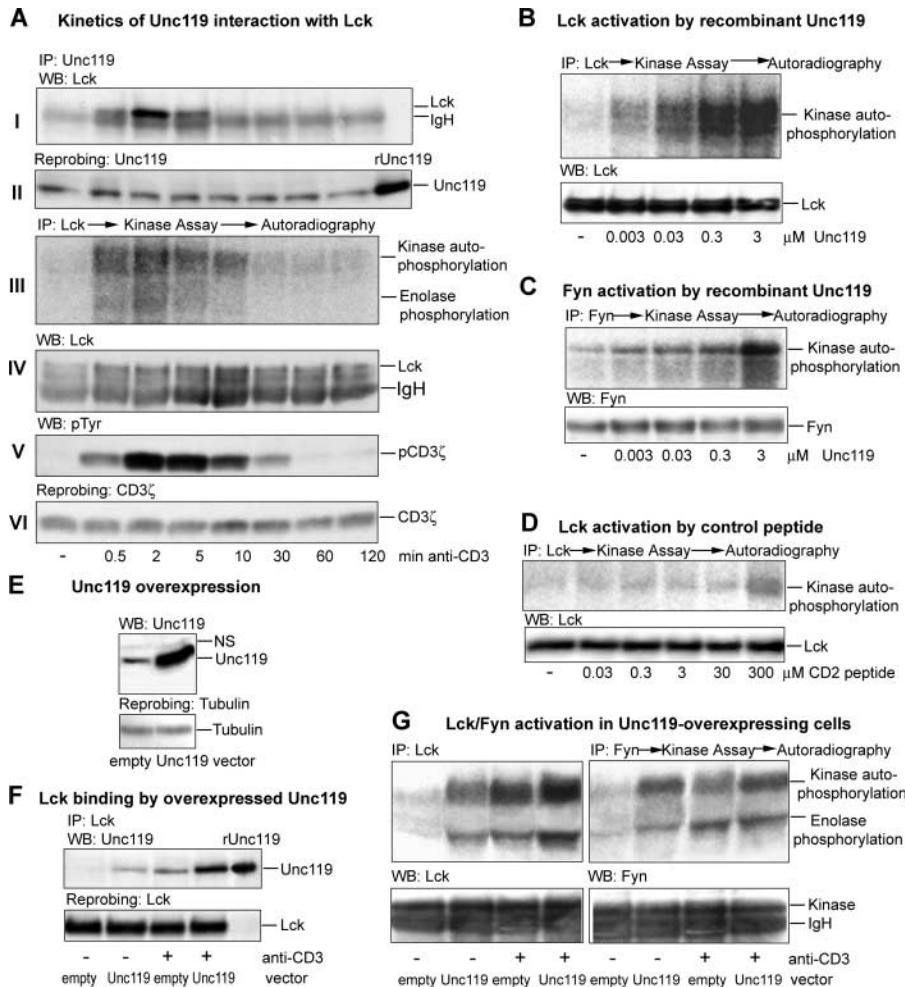 A Kinetics of Unc119 interaction with Lck
IP: Unc119
WB: Lck
I
Lck
IgH
Reprobing: Unc119 rUnc119
II
Unc119
IP: Lck Kinase Assay Autoradiography
III
Kinase auto-
phosphorylation
Enolase
phosphorylation
WB: Lck
IV
Lck
IgH
WB: pTyr
V
pCD3ζ
Reprobing: CD3ζ
VI
CD3ζ
- 0.5 2 5 10 30 60 120 min anti-CD3
B Lck activation by recombinant Unc119
IP: Lck Kinase Assay Autoradiography
Kinase auto-
phosphorylation
WB: Lck
Lck
- 0.003 0.03 0.3 3 μM Unc119
C Fyn activation by recombinant Unc119
IP: Fyn Kinase Assay Autoradiography
Kinase auto-
phosphorylation
WB: Fyn
Fyn
- 0.003 0.03 0.3 3 μM Unc119
D Lck activation by control peptide
IP: Lck Kinase Assay Autoradiography
Kinase auto-
phosphorylation
WB: Lck
Lck
- 0.03 0.3 3 30 300 μM CD2 peptide
E Unc119 overexpression
WB: Unc119
NS
Unc119
Reprobing: Tubulin
Tubulin
empty Unc119 vector
F Lck binding by overexpressed Unc119
IP: Lck
WB: Unc119 rUnc119
Unc119
Reprobing: Lck
Lck
- - + + anti-CD3
empty Unc119 empty Unc119 vector
G Lck/Fyn activation in Unc119-overexpressing cells
IP: Lck IP: Fyn Kinase Assay Autoradiography
Kinase auto-
phosphorylation
Enolase
phosphorylation
WB: Lck WB: Fyn
Kinase
IgH
- - + + - - + + anti-CD3
empty Unc119 empty Unc119 empty Unc119 empty Unc119 vector